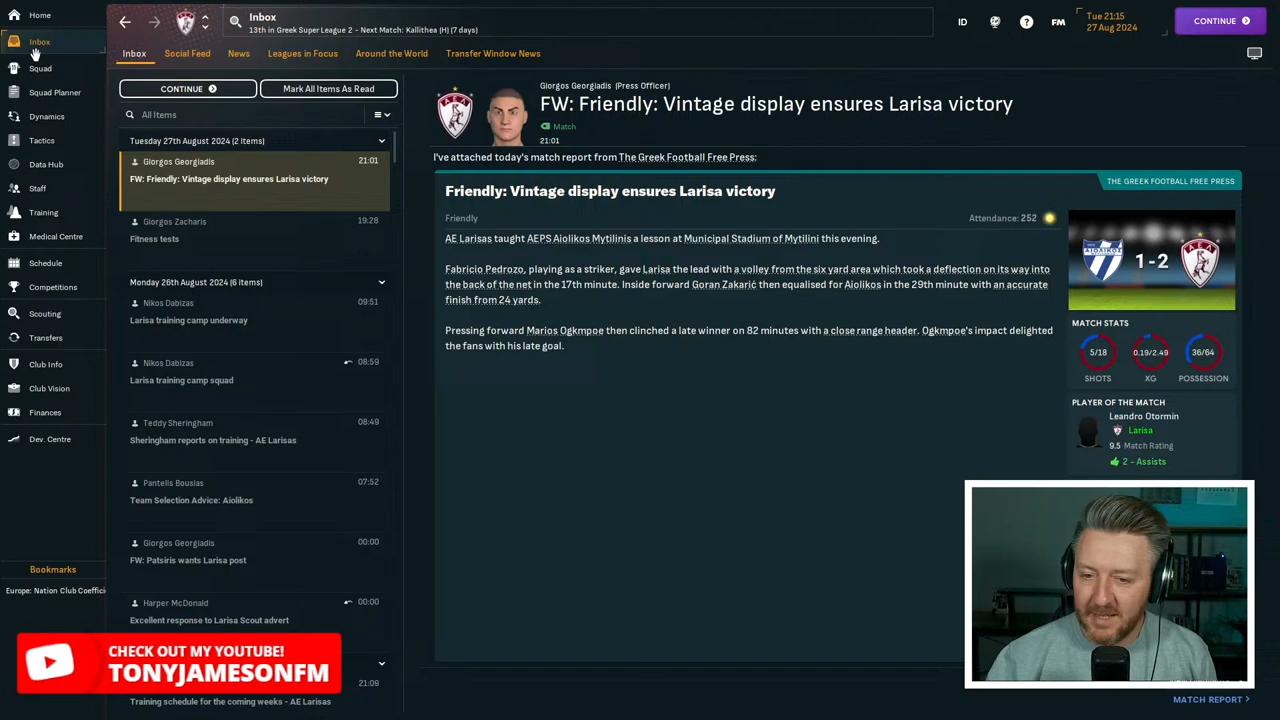 Home
Inbox
Squad
Squad Planner
Dynamics
Tactics
Data Hub
Staff
Training
Medical Centre
Schedule
Competitions
Scouting
Transfers
Club Info
Club Vision
Finances
Dev. Centre
Bookmarks
Europe: Nation Club Coeffici
Inbox
13th in Greek Super League 2 - Next Match: Kallithea (H) (7 days)
ID
?
FM
Tue 21:15
27 Aug 2024
CONTINUE
Inbox
Social Feed
News
Leagues in Focus
Around the World
Transfer Window News
CONTINUE
Mark All Items As Read
All Items
Tuesday 27th August 2024 (2 items)
Giorgos Georgiadis 21:01
FW: Friendly: Vintage display ensures Larisa victory
Giorgos Zacharis 19:28
Fitness tests
Monday 26th August 2024 (6 items)
Nikos Dabizas 09:51
Larisa training camp underway
Nikos Dabizas 08:59
Larisa training camp squad
Teddy Sheringham 08:49
Sheringham reports on training - AE Larisas
Pantelis Bousias 07:52
Team Selection Advice: Aiolikos
Giorgos Georgiadis 00:00
FW: Patsiris wants Larisa post
Harper McDonald 00:00
Excellent response to Larisa Scout advert
21:09
Training schedule for the coming weeks - AE Larisas
Giorgos Georgiadis (Press Officer)
FW: Friendly: Vintage display ensures Larisa victory
Match
21:01
I've attached today's match report from The Greek Football Free Press:
THE GREEK FOOTBALL FREE PRESS
Friendly: Vintage display ensures Larisa victory
Friendly
Attendance: 252
AE Larisas taught AEPS Aiolikos Mytilinis a lesson at Municipal Stadium of Mytilini this evening.
Fabricio Pedrozo, playing as a striker, gave Larisa the lead with a volley from the six yard area which took a deflection on its way into
the back of the net in the 17th minute. Inside forward Goran Zakarić then equalised for Aiolikos in the 29th minute with an accurate
finish from 24 yards.
Pressing forward Marios Ogkmpoe then clinched a late winner on 82 minutes with a close range header. Ogkmpoe's impact delighted
the fans with his late goal.
1-2
MATCH STATS
5/18
0.19/2.49
36/64
SHOTS
XG
POSSESSION
PLAYER OF THE MATCH
Leandro Otormin
Larisa
9.5 Match Rating
2 - Assists
MATCH REPORT
CHECK OUT MY YOUTUBE!
TONYJAMESONFM